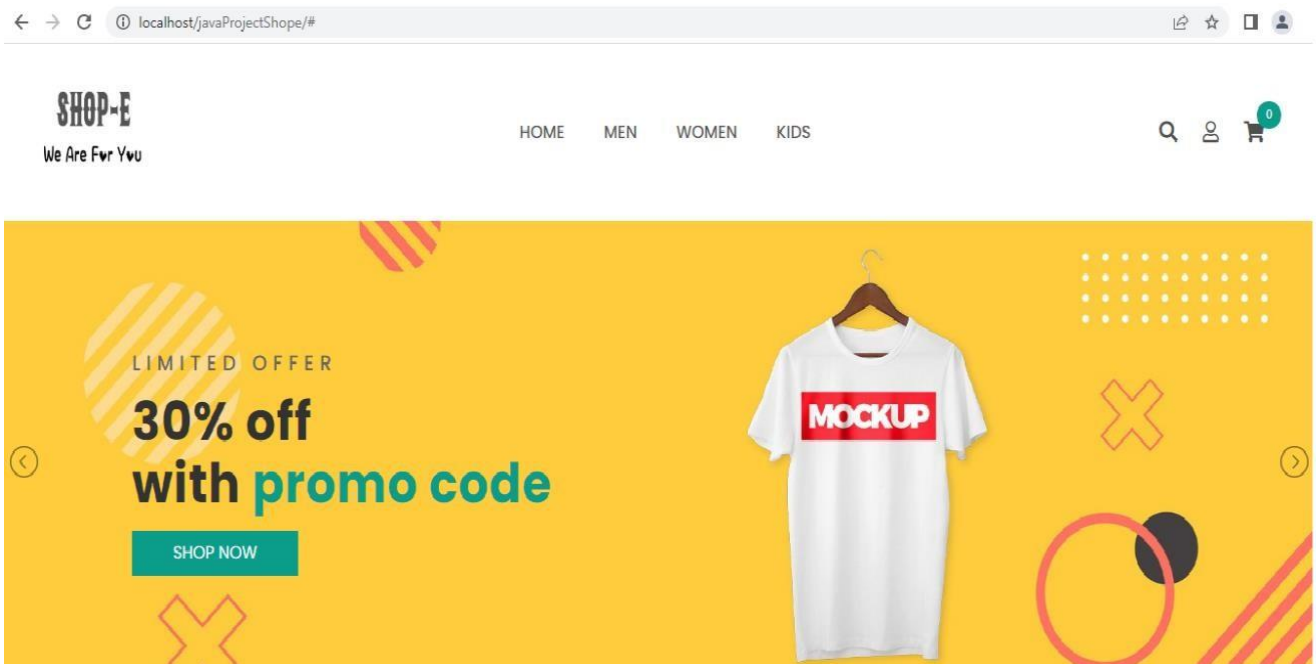 localhost/javaProjectShope/#
SHOP-E
We Are For You
HOME MEN WOMEN KIDS
0
LIMITED OFFER
30% off
with promo code
SHOP NOW
MOCKUP